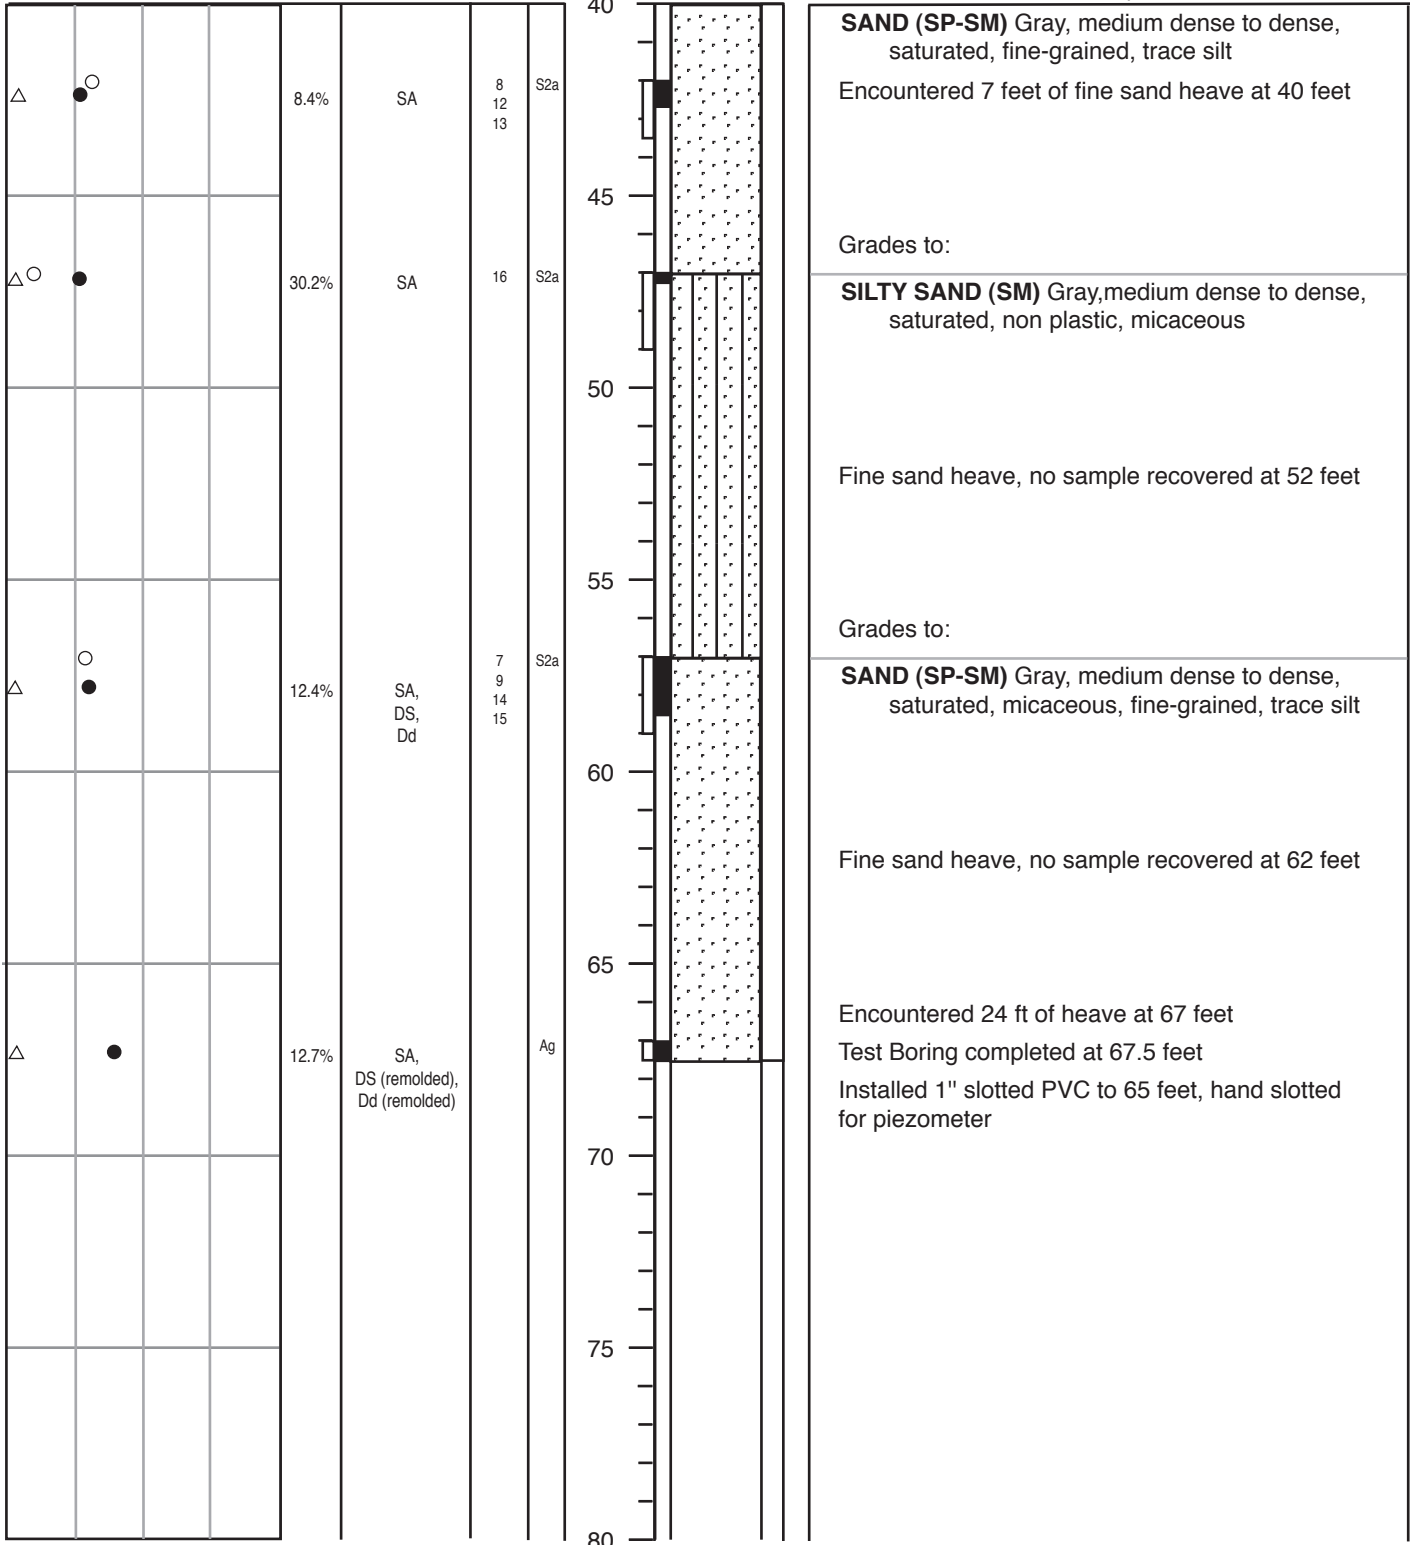 40
SAND (SP-SM) Gray, medium dense to dense,
saturated, fine-grained, trace silt
8.4%
SA
8
12
13
S2a
Encountered 7 feet of fine sand heave at 40 feet
45
Grades to:
30.2%
SA
16
S2a
SILTY SAND (SM) Gray,medium dense to dense,
saturated, non plastic, micaceous
50
Fine sand heave, no sample recovered at 52 feet
55
Grades to:
12.4%
SA,
DS,
Dd
7
9
14
15
S2a
SAND (SP-SM) Gray, medium dense to dense,
saturated, micaceous, fine-grained, trace silt
60
Fine sand heave, no sample recovered at 62 feet
65
Encountered 24 ft of heave at 67 feet
12.7%
SA,
DS (remolded),
Dd (remolded)
Ag
Test Boring completed at 67.5 feet
Installed 1" slotted PVC to 65 feet, hand slotted
for piezometer
70
75
80